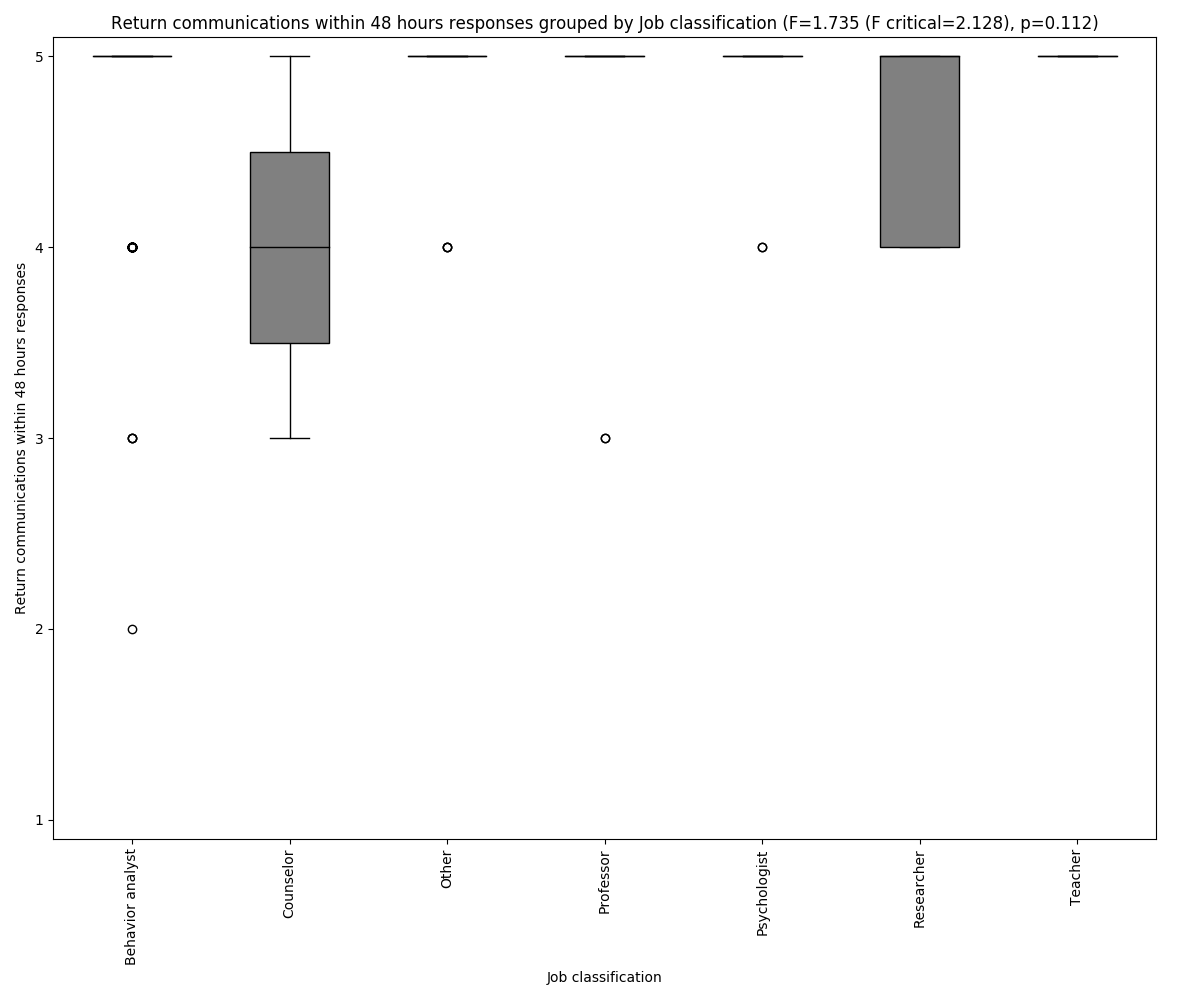 Return communications within 48 hours responses grouped by Job classification (F=1.735 (F critical=2.128), p=0.112)
Return communications within 48 hours responses
5
4
3
2
1
Behavior analyst
Counselor
Other
Professor
Psychologist
Researcher
Teacher
Job classification